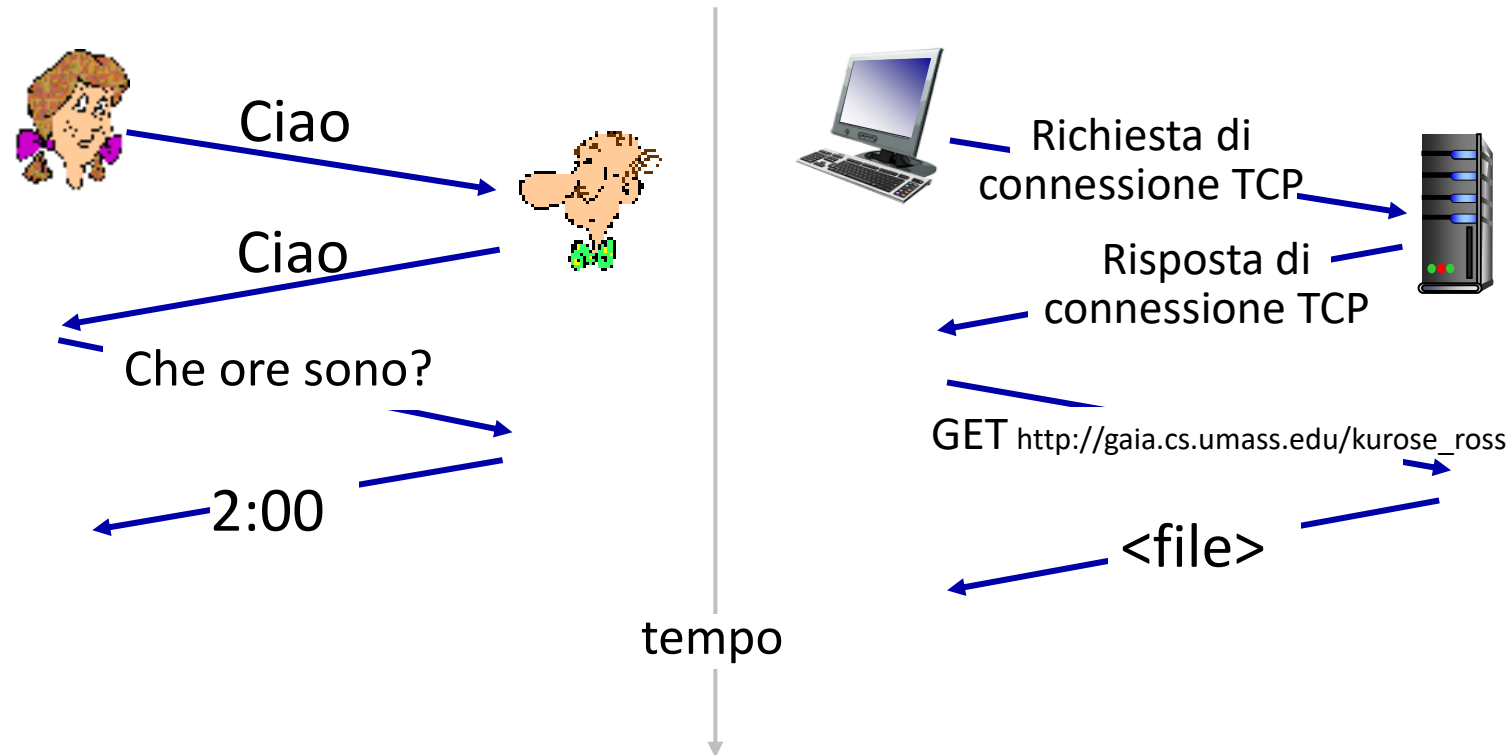 Ciao
Ciao
Che ore sono?
2:00
Richiesta di
connessione TCP
Risposta di
connessione TCP
GET http://gaia.cs.umass.edu/kurose_ross
<file>
tempo